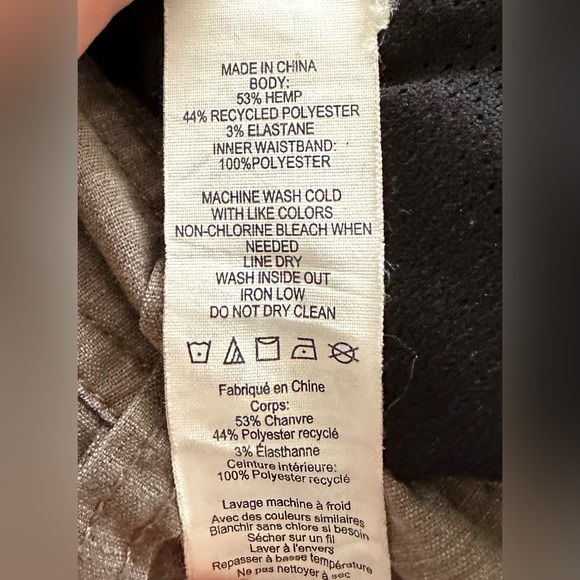 MADE IN CHINA
BODY:
53% HEMP
44% RECYCLED POLYESTER
3% ELASTANE
INNER WAISTBAND:
100%POLYESTER
MACHINE WASH COLD
WITH LIKE COLORS
NON-CHLORINE BLEACH WHEN
NEEDED
LINE DRY
WASH INSIDE OUT
IRON LOW
DO NOT DRY CLEAN
Fabriqué en Chine
Corps:
53% Chanvre
44% Polyester recyclé
3% Élasthanne
Ceinture intérieure:
100% Polyester recyclé
Lavage machine à froid
Avec des couleurs similaires
Blanchir sans chlore si besoin
Sécher sur un fil
Laver à l'envers
Repasser à basse température
Ne pas nettoyer à sec